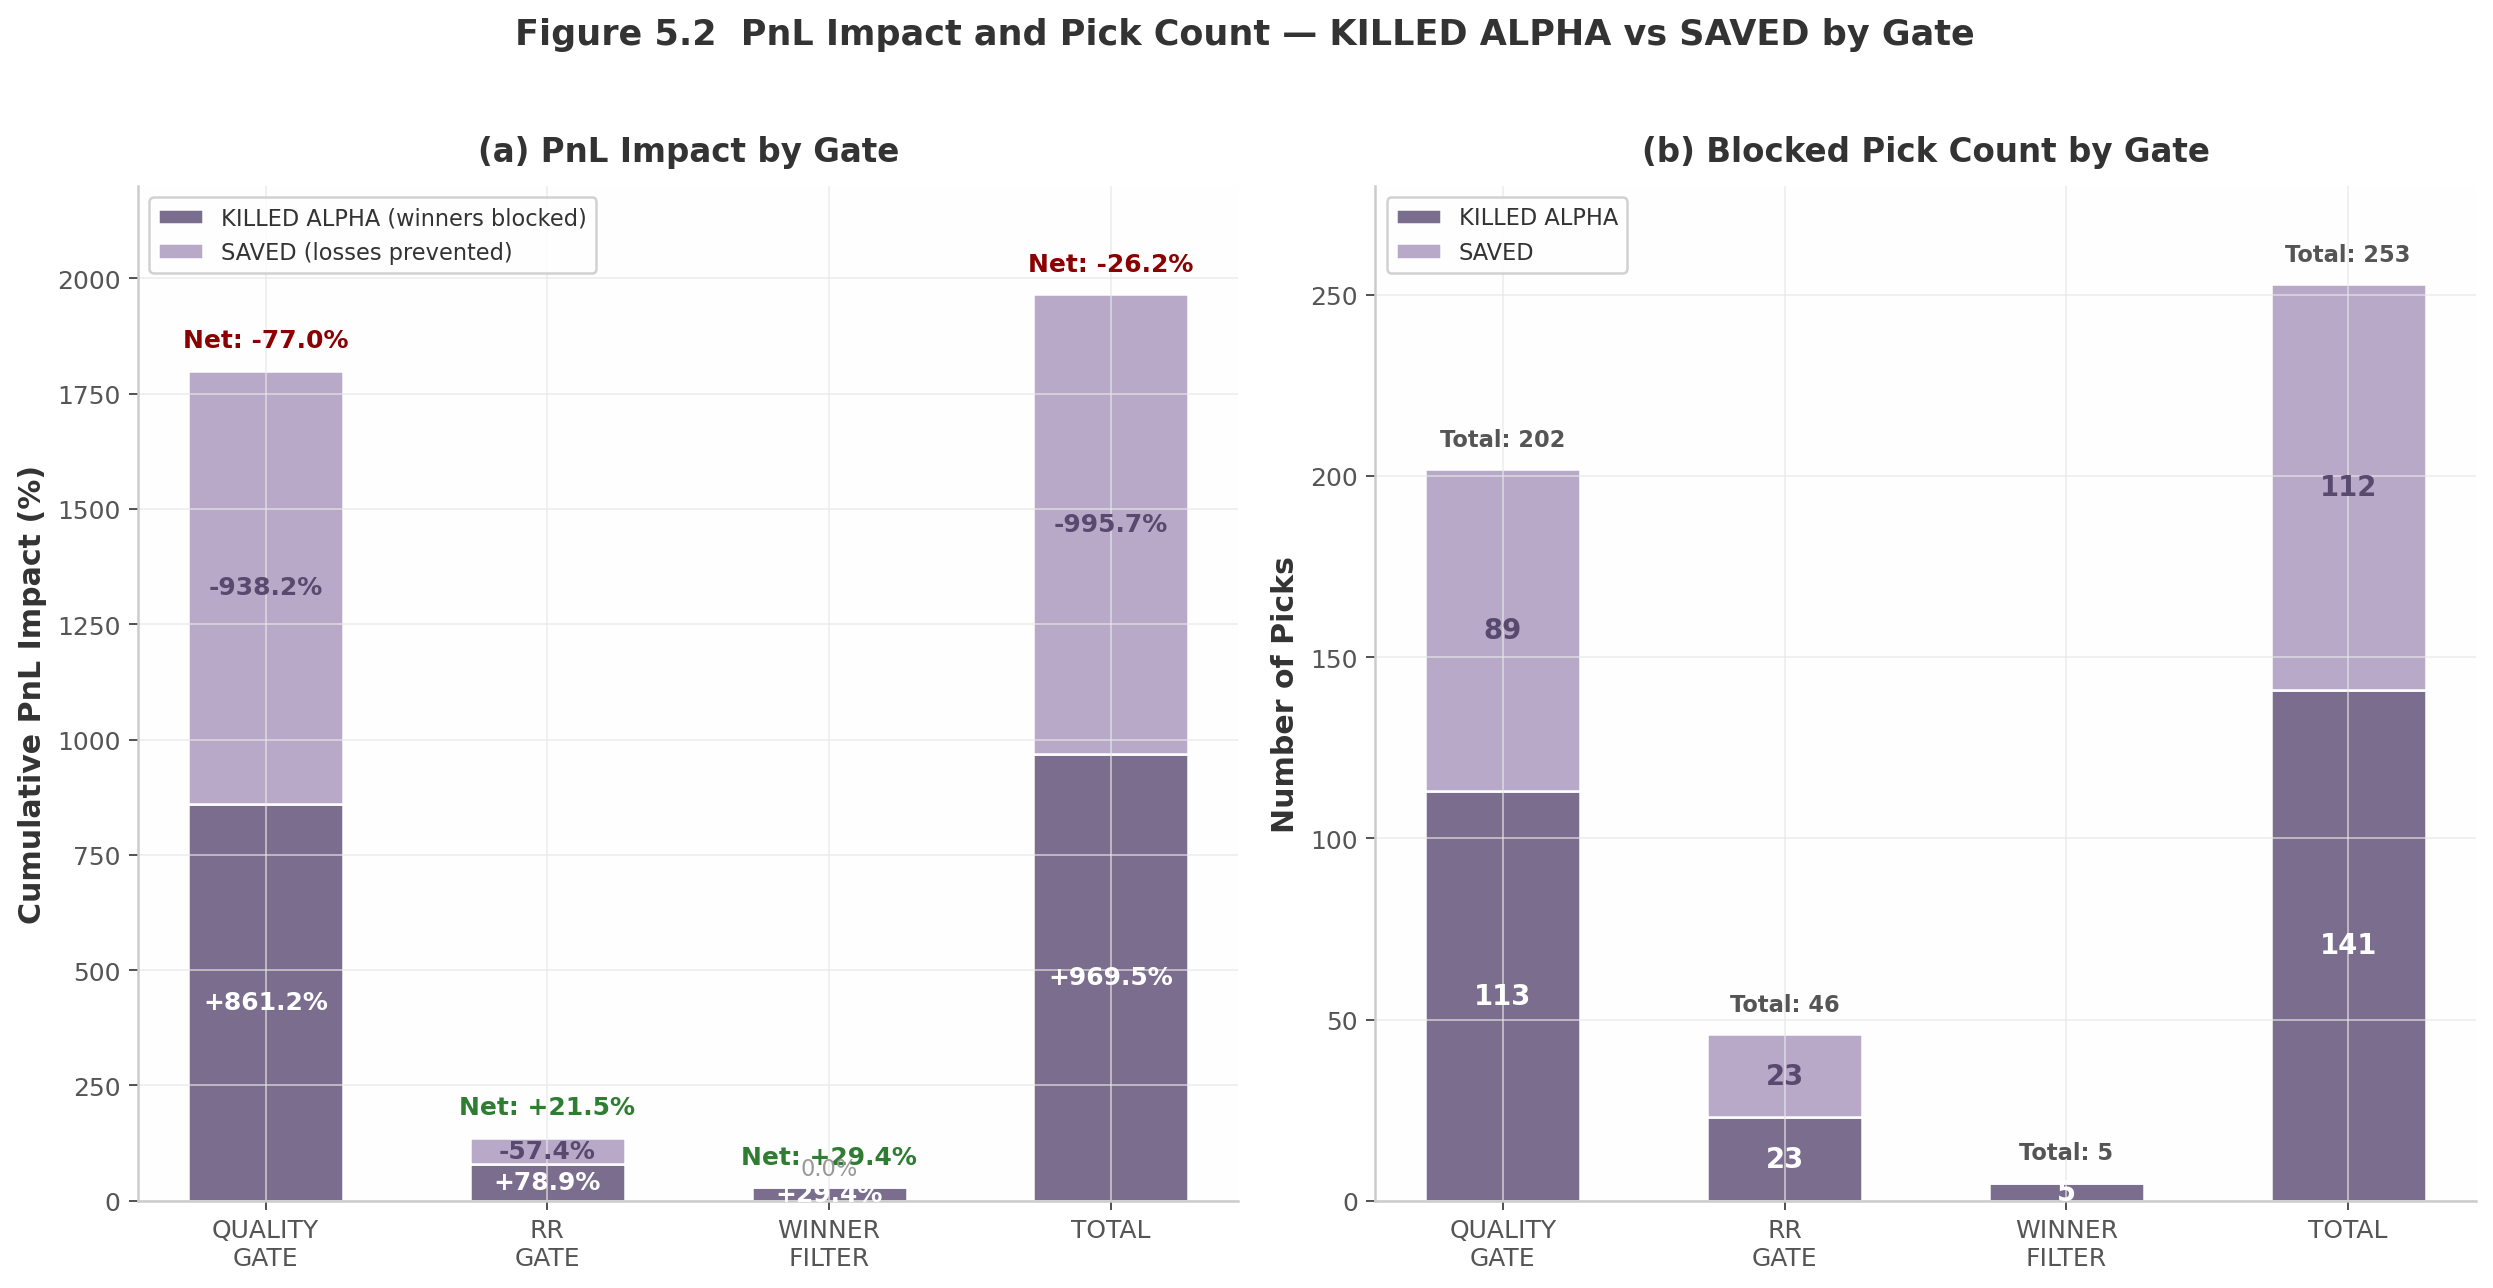 Figure 5.2  PnL Impact and Pick Count — KILLED ALPHA vs SAVED by Gate
(a) PnL Impact by Gate
KILLED ALPHA (winners blocked)
SAVED (losses prevented)
Cumulative PnL Impact (%)
2000
1750
1500
1250
1000
750
500
250
0
Net: -77.0%
-938.2%
+861.2%
Net: +21.5%
-57.4%
+78.9%
Net: +29.4%
0.0%
+29.4%
Net: -26.2%
-995.7%
+969.5%
QUALITY
GATE
RR
GATE
WINNER
FILTER
TOTAL
(b) Blocked Pick Count by Gate
KILLED ALPHA
SAVED
Number of Picks
250
200
150
100
50
0
Total: 202
89
113
Total: 46
23
23
Total: 5
5
Total: 253
112
141
QUALITY
GATE
RR
GATE
WINNER
FILTER
TOTAL